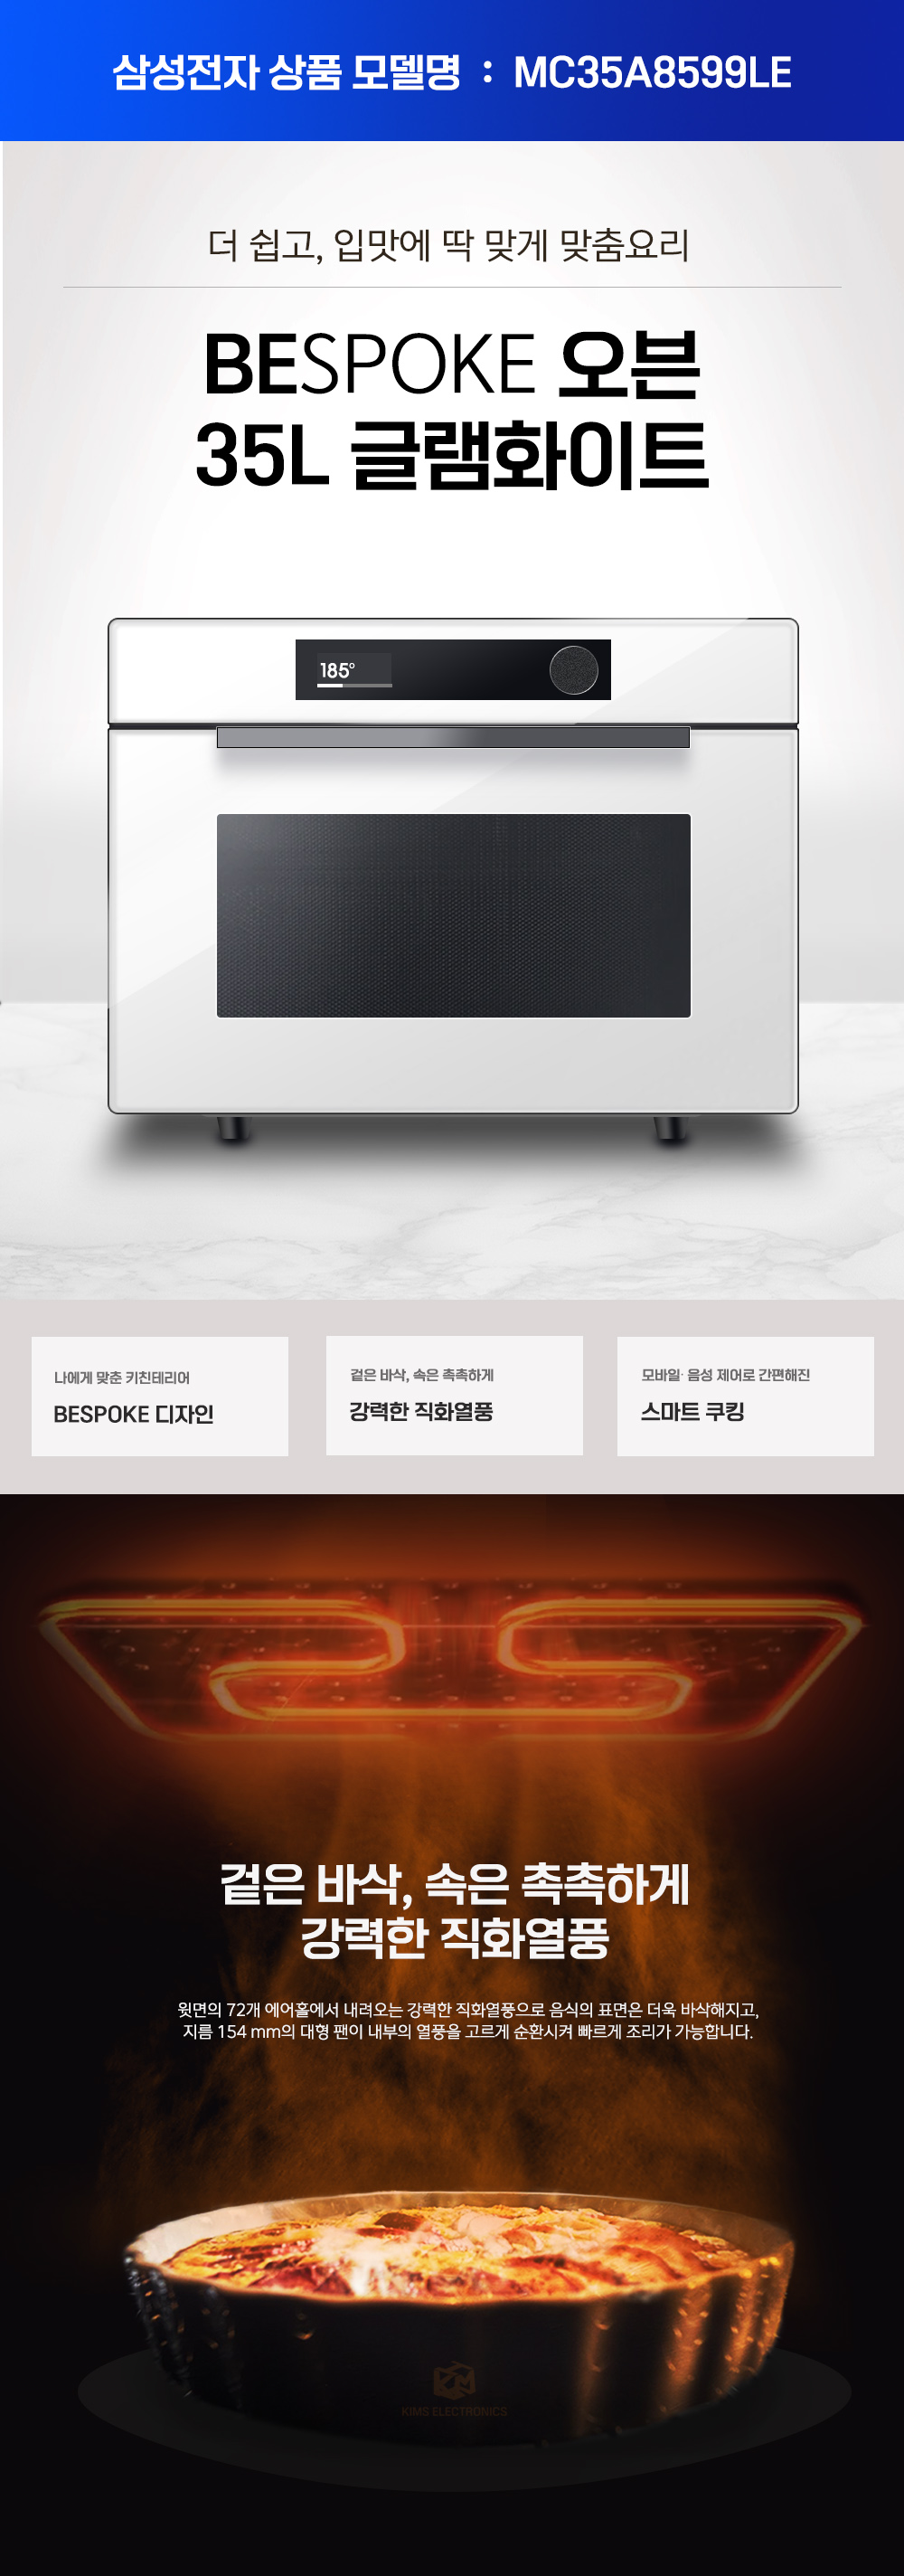 삼성전자 상품 모델명 : MC35A8599LE
더 쉽고, 입맛에 딱 맞게 맞춤요리
BESPOKE 오븐
35L 글램화이트
185°
나에게 맞춘 키친테리어
BESPOKE 디자인
겉은 바삭, 속은 촉촉하게
강력한 직화열풍
모바일· 음성 제어로 간편해진
스마트 쿠킹
겉은 바삭, 속은 촉촉하게
강력한 직화열풍
윗면의 72개 에어홀에서 내려오는 강력한 직화열풍으로 음식의 표면은 더욱 바삭해지고,
지름 154 mm의 대형 팬이 내부의 열풍을 고르게 순환시켜 빠르게 조리가 가능합니다.
KM
KIMS ELECTRONICS